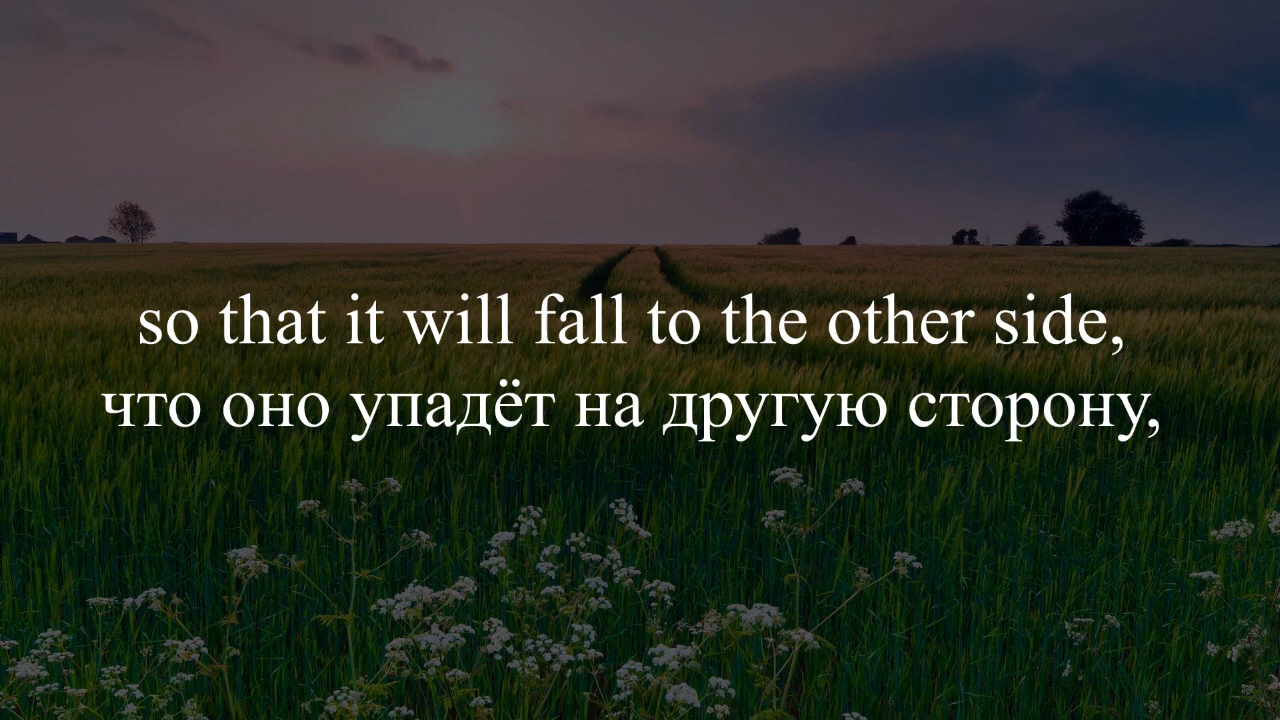 so that it will fall to the other side,
что оно упадёт на другую сторону,